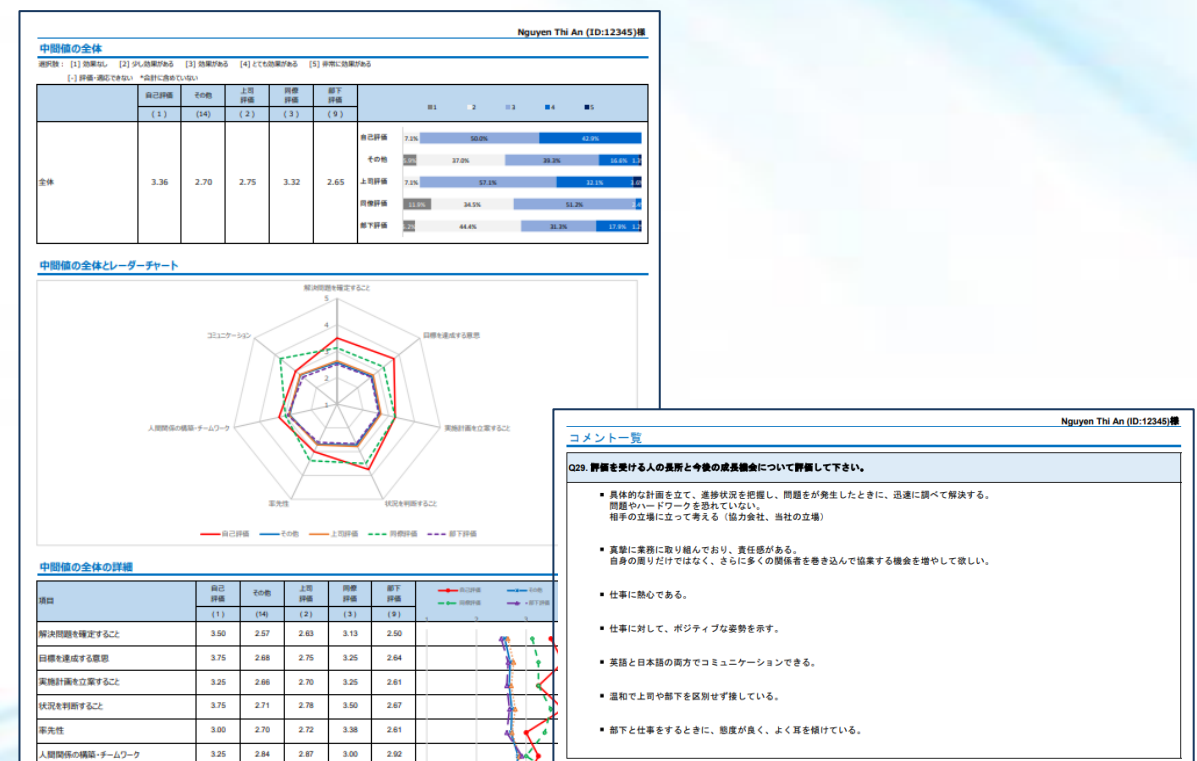 Nguyen Thi An (ID:12345)様
中間値の全体
選択肢： [1] 効果なし [2] 少し効果がある [3] 効果がある [4] とても効果がある [5] 非常に効果がある
[-] 評価・適応できない *合計に含めていない
自己評価 その他 上司評価 同僚評価 部下評価
(1) (14) (2) (3) (9)
1 2 3 4 5
全体 3.36 2.70 2.75 3.32 2.65
自己評価 7.1% 50.0% 42.9%
その他 37.0% 39.3% 16.6%
上司評価 7.1% 57.1% 32.1%
同僚評価 11.9% 34.5% 51.2%
部下評価 44.4% 31.3% 17.9%
中間値の全体とレーダーチャート
解決問題を確定すること
5
コミュニケーション
4
目標を達成する意思
3
2
1
人間関係の構築・チームワーク
実施計画を立案すること
率先性
状況を判断すること
自己評価 その他 上司評価 同僚評価 部下評価
中間値の全体の詳細
項目 自己評価 その他 上司評価 同僚評価 部下評価
(1) (14) (2) (3) (9)
自己評価 その他
同僚評価 部下評価
1 2 3
解決問題を確定すること 3.50 2.57 2.63 3.13 2.50
目標を達成する意思 3.75 2.68 2.75 3.25 2.64
実施計画を立案すること 3.25 2.66 2.70 3.25 2.61
状況を判断すること 3.75 2.71 2.78 3.50 2.67
率先性 3.00 2.70 2.72 3.38 2.61
人間関係の構築・チームワーク 3.25 2.84 2.87 3.00 2.92
Nguyen Thi An (ID:12345)様
コメント一覧
Q29. 評価を受ける人の長所と今後の成長機会について評価して下さい。
▪ 具体的な計画を立て、進捗状況を把握し、問題をが発生したときに、迅速に調べて解決する。
問題やハードワークを恐れていない。
相手の立場に立って考える（協力会社、当社の立場）
▪ 真摯に業務に取り組んでおり、責任感がある。
自身の周りだけではなく、さらに多くの関係者を巻き込んで協業する機会を増やして欲しい。
▪ 仕事に熱心である。
▪ 仕事に対して、ポジティブな姿勢を示す。
▪ 英語と日本語の両方でコミュニケーションできる。
▪ 温和で上司や部下を区別せず接している。
▪ 部下と仕事をするときに、態度が良く、よく耳を傾けている。